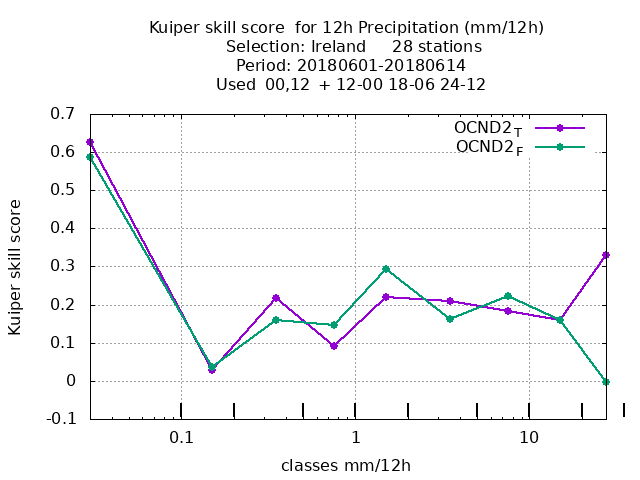 Kuiper skill score  for 12h Precipitation (mm/12h)
Selection: Ireland     28 stations
Period: 20180601-20180614
Used  00,12  + 12-00 18-06 24-12
OCND2T
OCND2F
0.7
0.6
0.5
0.4
0.3
0.2
0.1
0
-0.1
Kuiper skill score
0.1 1 10
classes mm/12h